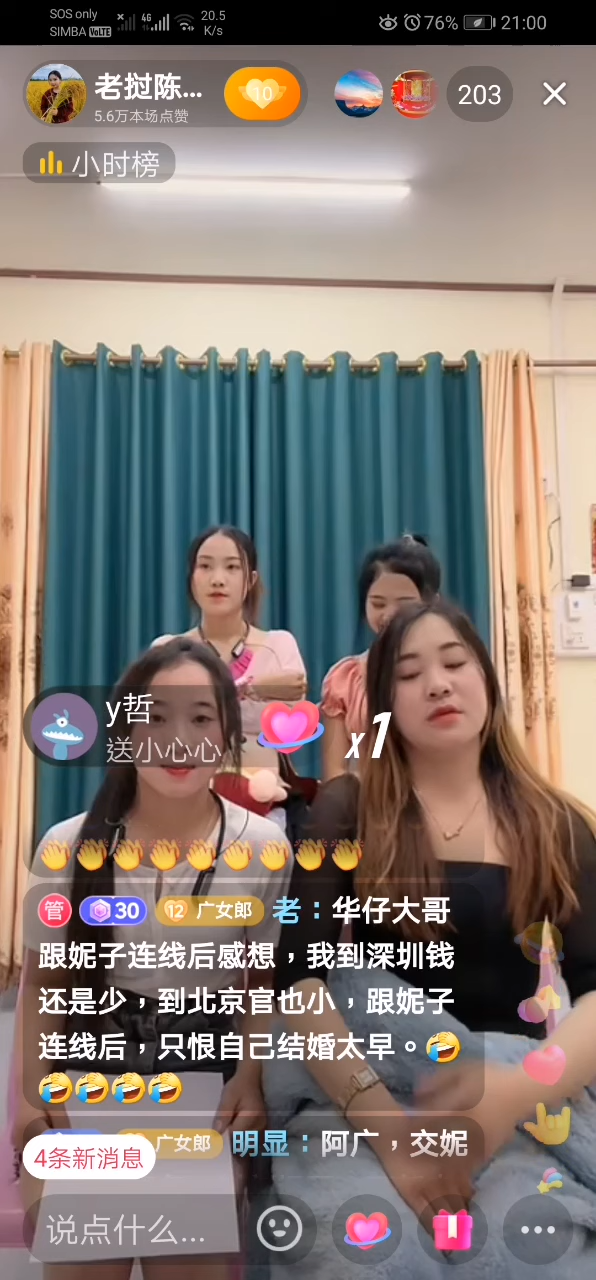 SOS only
SIMBA VoLTE
4G
20.5
K/s
76%
21:00
老挝陈...
5.6万本场点赞
10
203
小时榜
y哲
送小心心
x1
管 30 12 广女郎 老：华仔大哥
跟妮子连线后感想，我到深圳钱
还是少，到北京官也小，跟妮子
连线后，只恨自己结婚太早。
广女郎 明显：阿广，交妮
4条新消息
说点什么...